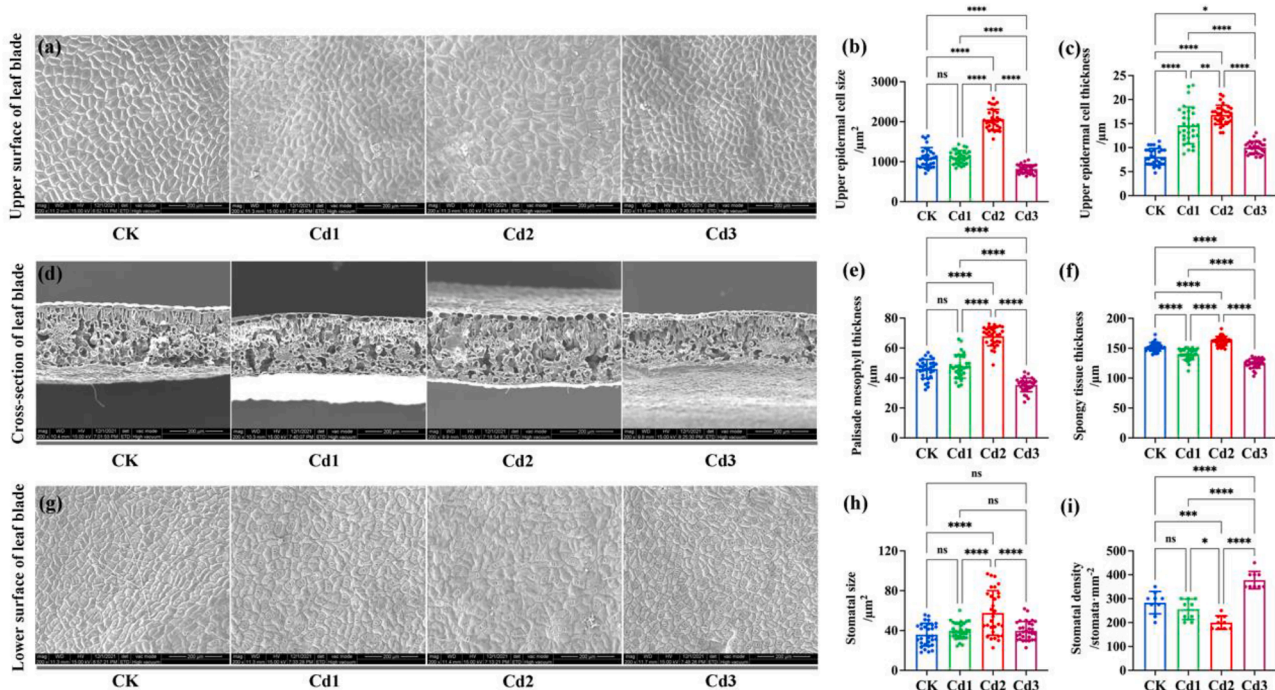 Upper surface of leaf blade
(a)
CK
Cd1
Cd2
Cd3
(b)
****
****
****
ns
****
****
Upper epidermal cell size
/μm²
3000
2000
1000
0
CK Cd1 Cd2 Cd3
(c)
*
****
****
****
**
****
Upper epidermal cell thickness
/μm
25
20
15
10
5
0
CK Cd1 Cd2 Cd3
Cross-section of leaf blade
(d)
CK
Cd1
Cd2
Cd3
(e)
****
****
****
ns
****
****
Palisade mesophyll thickness
/μm
80
60
40
20
0
CK Cd1 Cd2 Cd3
(f)
****
****
****
****
****
****
Spongy tissue thickness
/μm
200
150
100
50
0
CK Cd1 Cd2 Cd3
Lower surface of leaf blade
(g)
CK
Cd1
Cd2
Cd3
(h)
ns
ns
****
ns
****
****
Stomatal size
/μm²
120
80
40
0
CK Cd1 Cd2 Cd3
(i)
****
****
***
ns
*
****
Stomatal density
/stomata·mm⁻²
500
400
300
200
100
0
CK Cd1 Cd2 Cd3